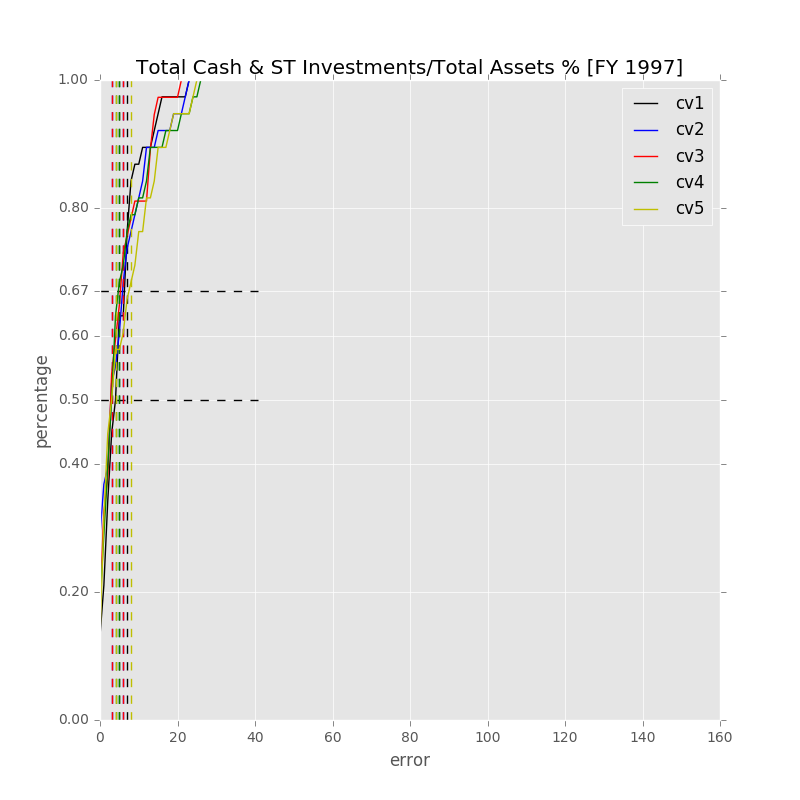 Total Cash & ST Investments/Total Assets % [FY 1997]
1.00
0.80
0.67
0.60
0.50
0.40
0.20
0.00
percentage
cv1
cv2
cv3
cv4
cv5
0 20 40 60 80 100 120 140 160
error